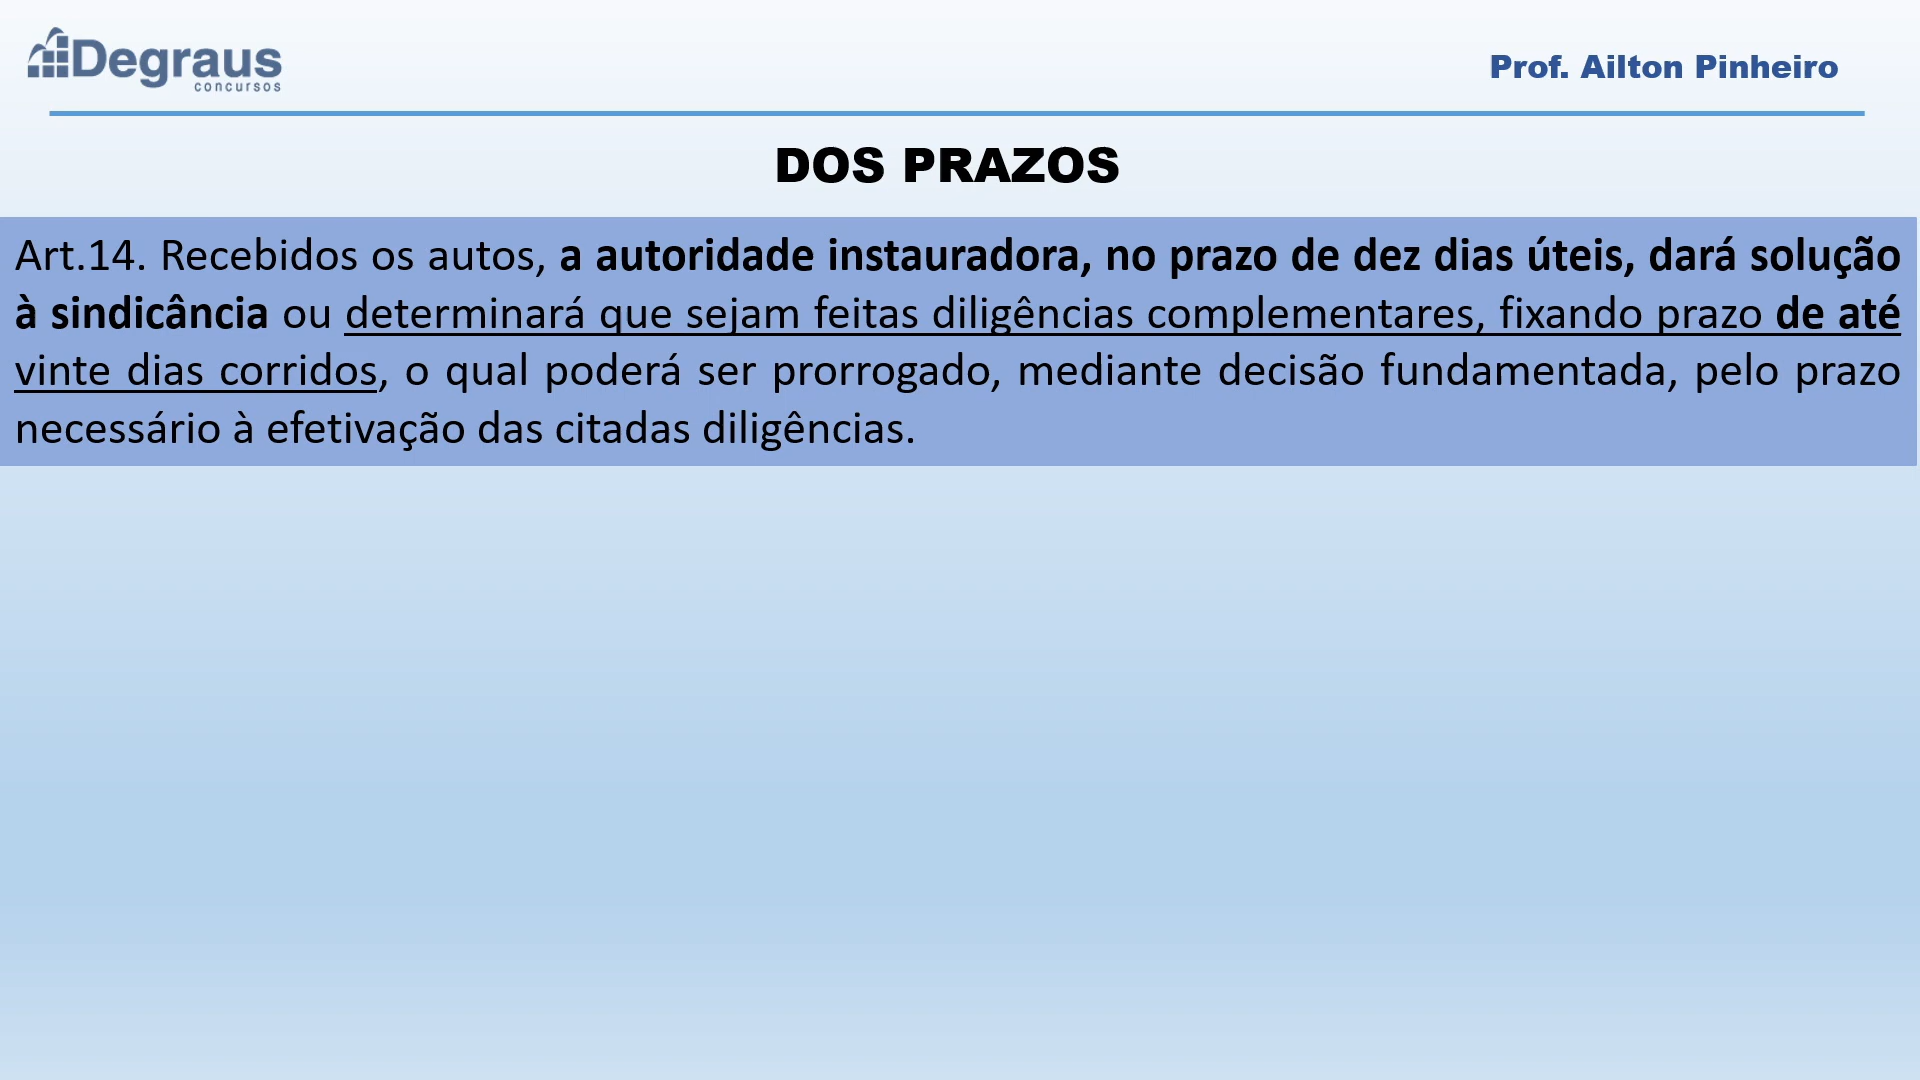 Degraus
concursos
Prof. Ailton Pinheiro
DOS PRAZOS
Art.14. Recebidos os autos, a autoridade instauradora, no prazo de dez dias úteis, dará solução
à sindicância ou determinará que sejam feitas diligências complementares, fixando prazo de até
vinte dias corridos, o qual poderá ser prorrogado, mediante decisão fundamentada, pelo prazo
necessário à efetivação das citadas diligências.